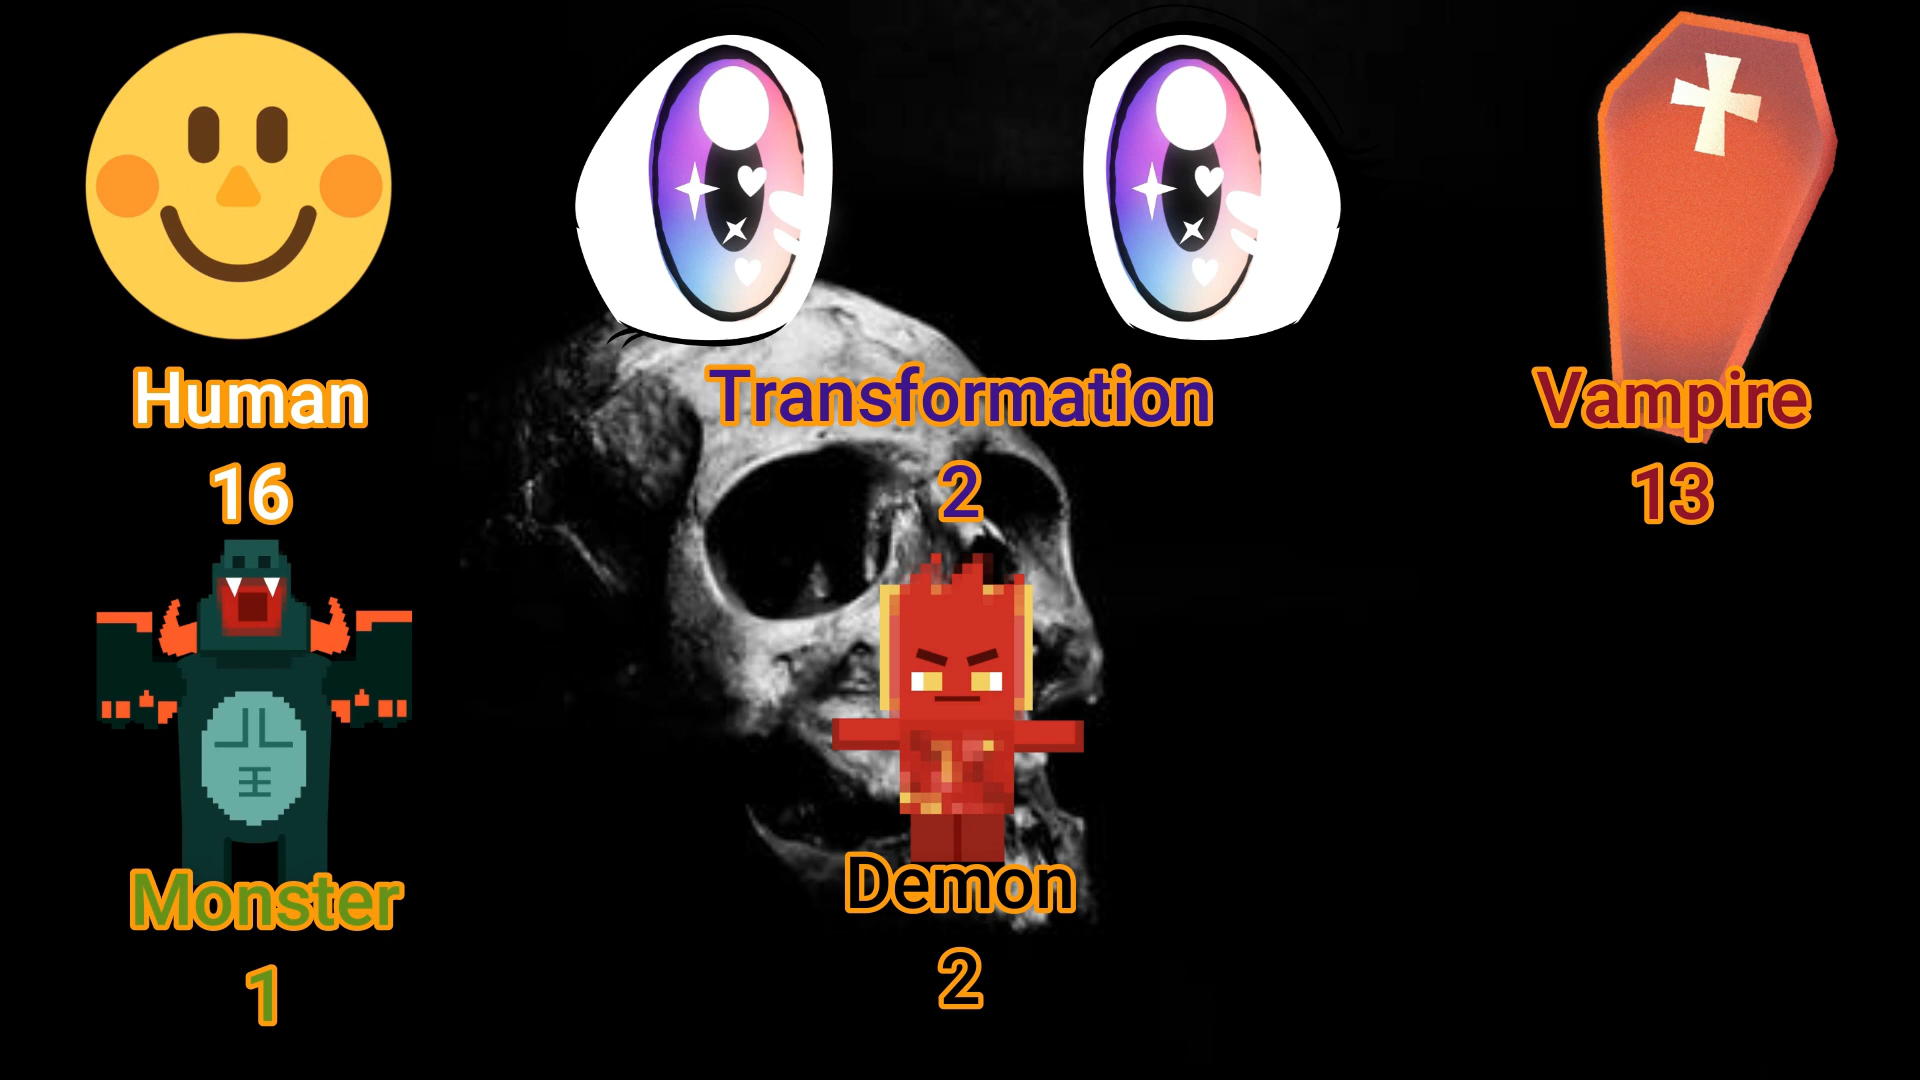 Human
16
Transformation
2
Vampire
13
Monster
1
Demon
2